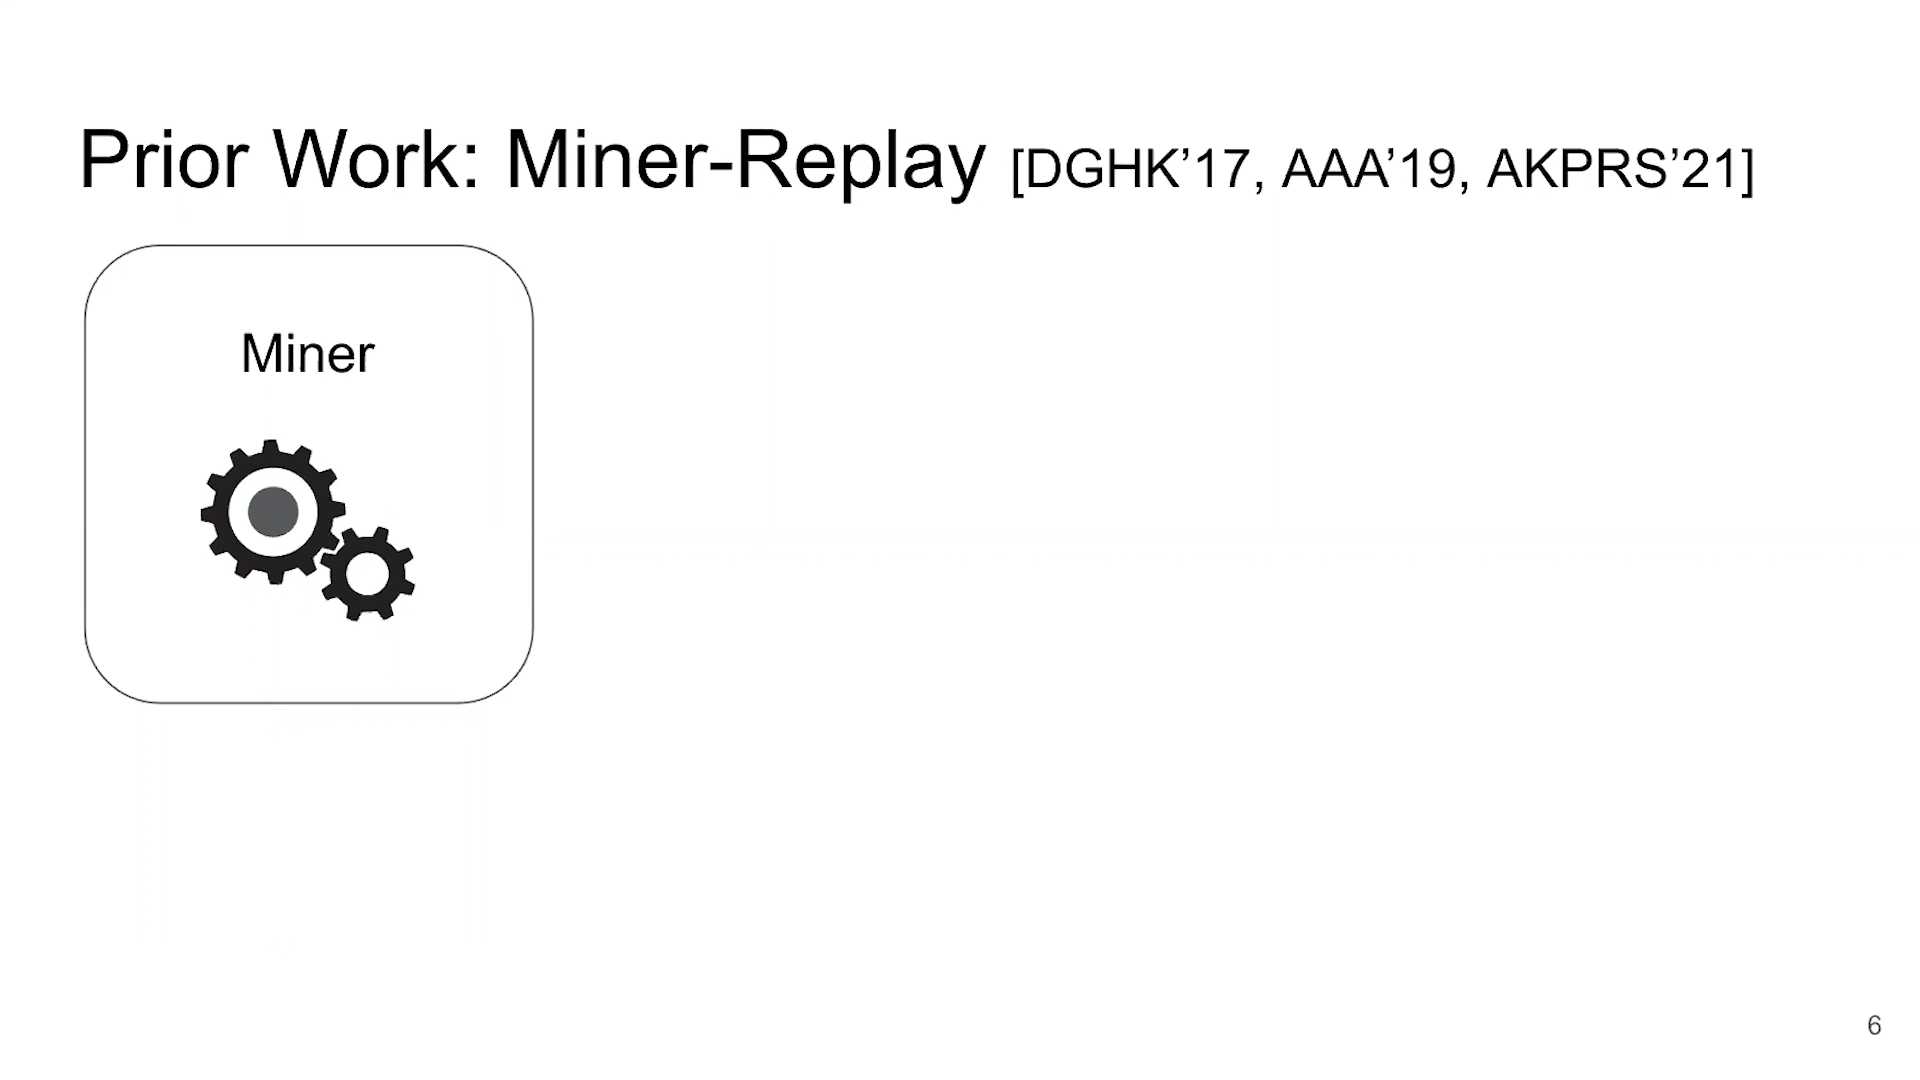 Prior Work: Miner-Replay [DGHK’17, AAA’19, AKPRS’21]
Miner
6